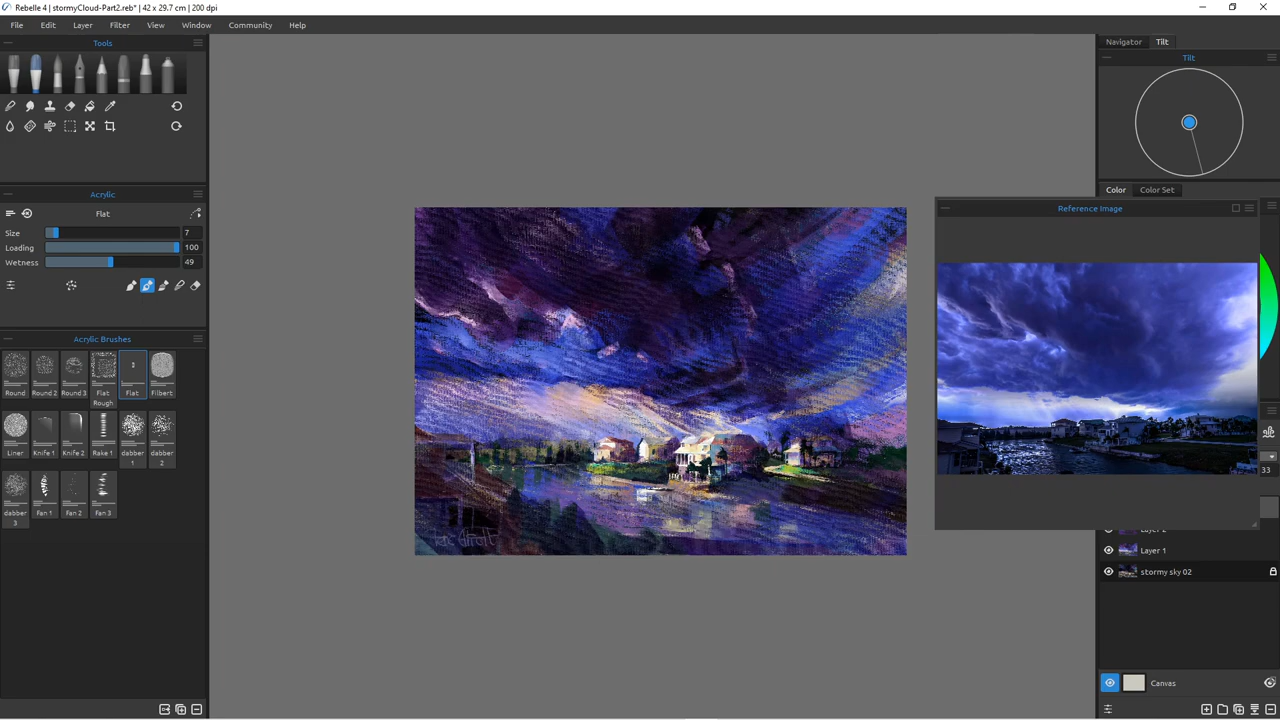 Rebelle 4 | stormyCloud-Part2.reb* | 42 x 29.7 cm | 200 dpi
File Edit Layer Filter View Window Community Help
Tools
Navigator Tilt
Tilt
Acrylic
Flat
Size 7
Loading 100
Wetness 49
Color Color Set
Reference Image
Acrylic Brushes
Round Round 2 Round 3 Flat Rough Flat Filbert
Liner Knife 1 Knife 2 Rake 1 dabber 1 dabber 2
dabber 3 Fan 1 Fan 2 Fan 3
33
Layer 2
Layer 1
stormy sky 02
Canvas